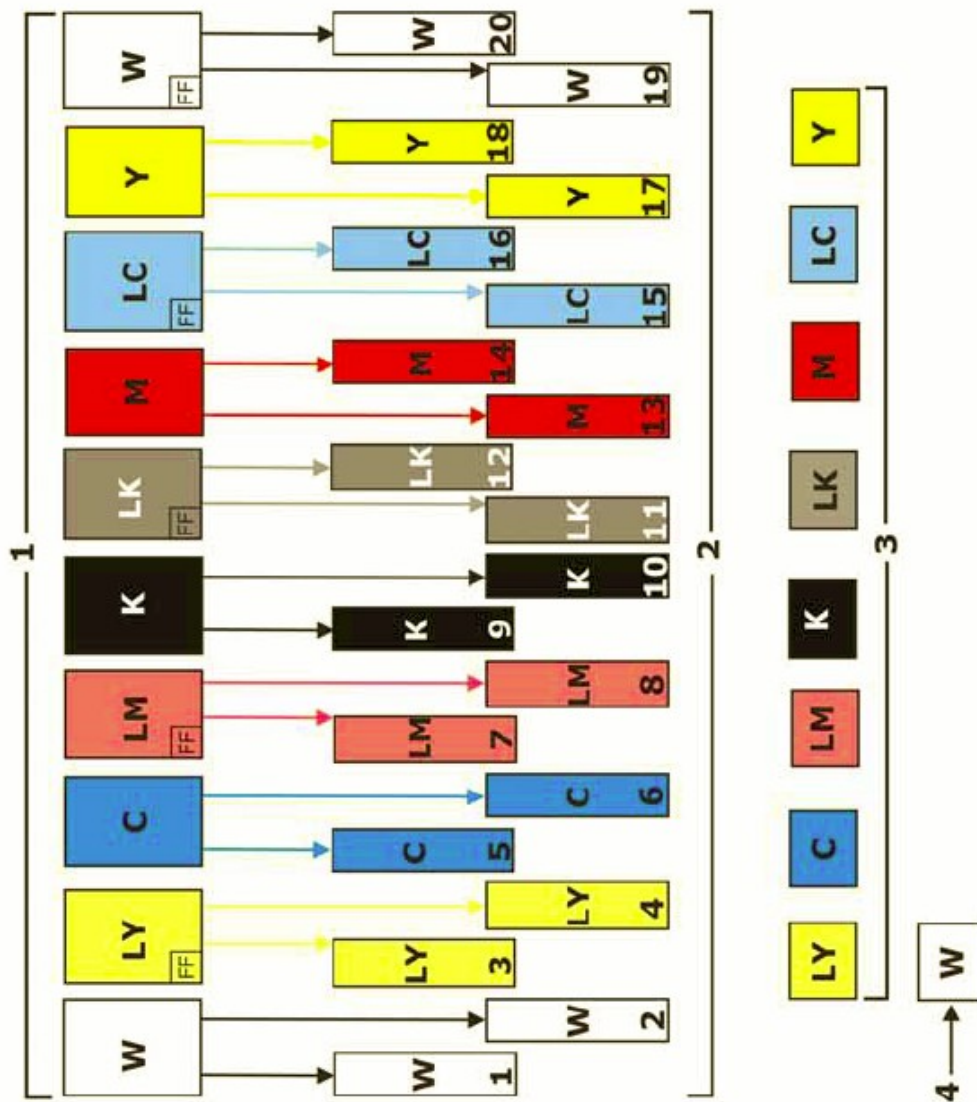 1
W LY C LM K LK M LC Y W
FF FF FF FF FF
W LY C LM K LK M LC Y W
1 3 5 7 9 12 14 16 18 20
W LY C LM K LK M LC Y W
2 4 6 8 10 11 13 15 17 19
2
LY C LM K LK M LC Y
3
4 W